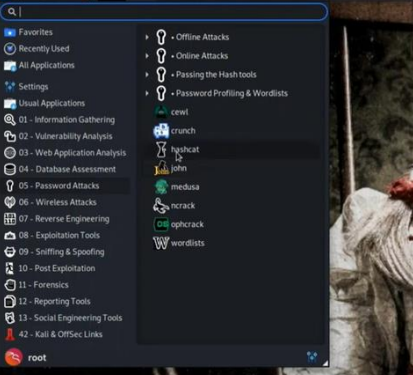 Favorites
Recently Used
All Applications
Settings
Usual Applications
01 - Information Gathering
02 - Vulnerability Analysis
03 - Web Application Analysis
04 - Database Assessment
05 - Password Attacks
06 - Wireless Attacks
07 - Reverse Engineering
08 - Exploitation Tools
09 - Sniffing & Spoofing
10 - Post Exploitation
11 - Forensics
12 - Reporting Tools
13 - Social Engineering Tools
42 - Kali & OffSec Links
root
• Offline Attacks
• Online Attacks
• Passing the Hash tools
• Password Profiling & Wordlists
cewl
crunch
hashcat
john
medusa
ncrack
ophcrack
wordlists